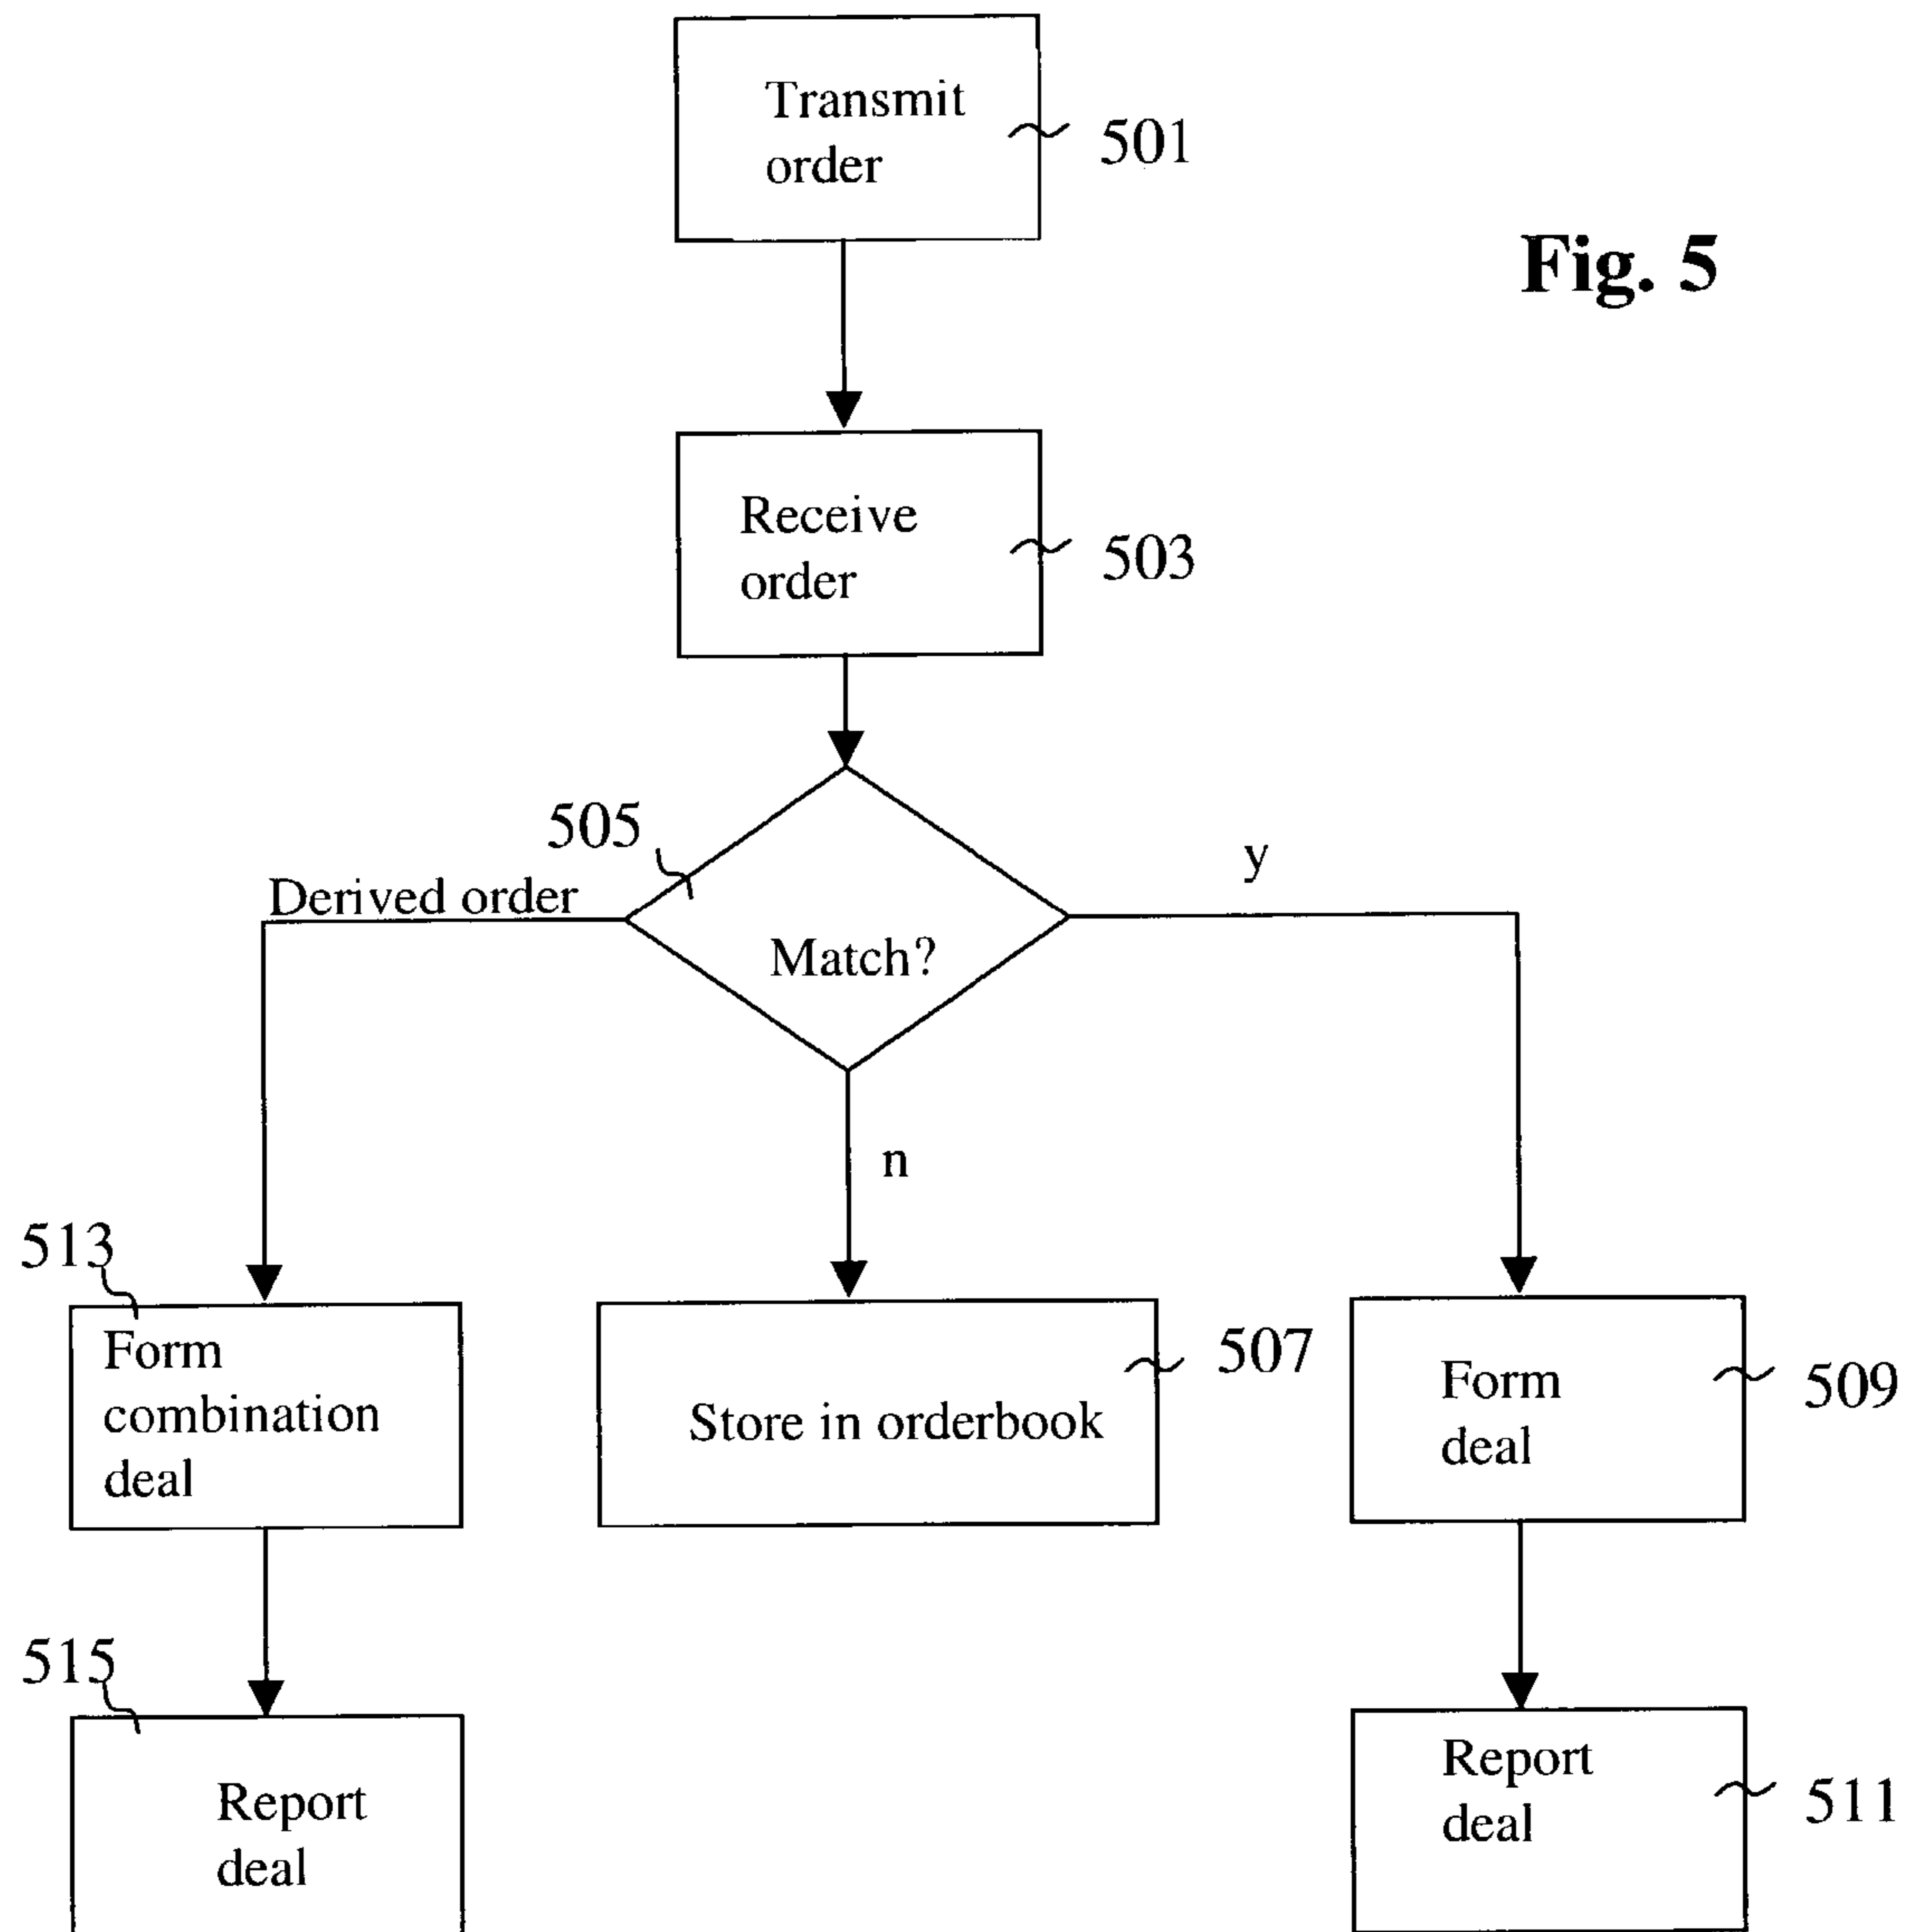 Transmit
order
501
Fig. 5
Receive
order
503
505
Derived order
y
Match?
n
513
Form
combination
deal
507
Store in orderbook
Form
deal
509
515
Report
deal
Report
deal
511